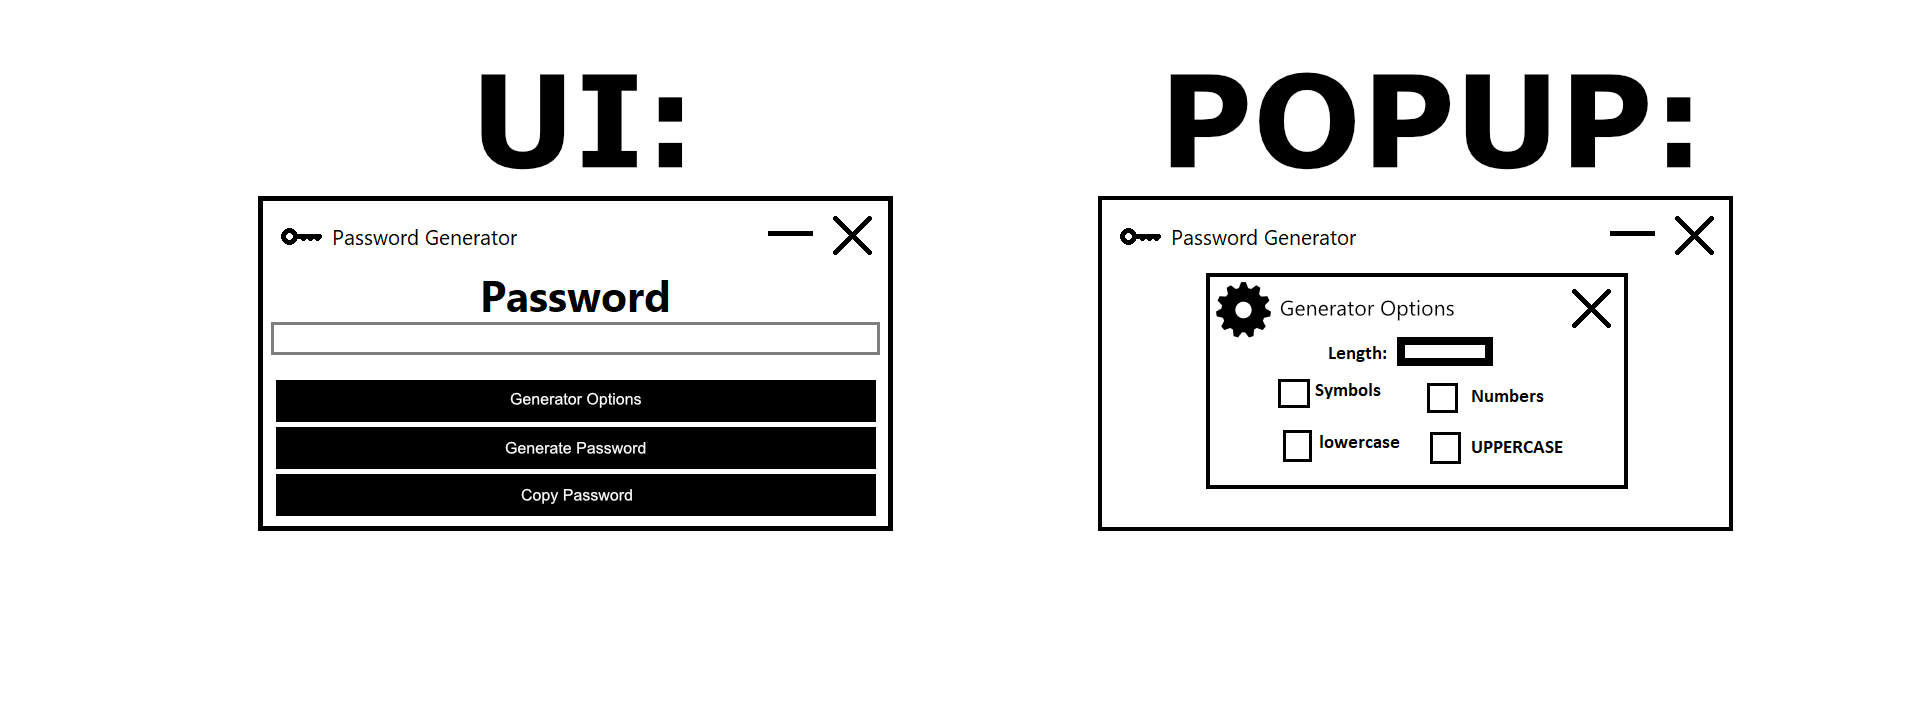 UI:
Password Generator
Password
Generator Options
Generate Password
Copy Password
POPUP:
Password Generator
Generator Options
Length:
Symbols
Numbers
lowercase
UPPERCASE